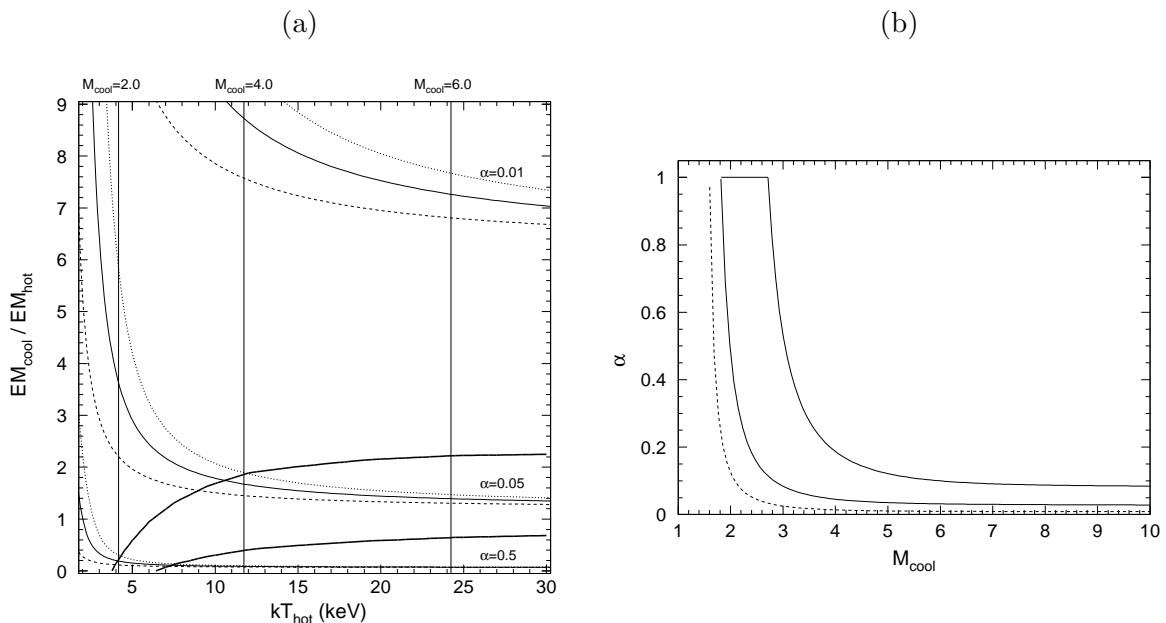 (a)
(b)
M_cool=2.0 M_cool=4.0 M_cool=6.0
9
8
7
6
5
4
3
2
1
0
EM_cool / EM_hot
α=0.01
α=0.05
α=0.5
5 10 15 20 25 30
kT_hot (keV)
1
0.8
0.6
0.4
0.2
0
α
1 2 3 4 5 6 7 8 9 10
M_cool